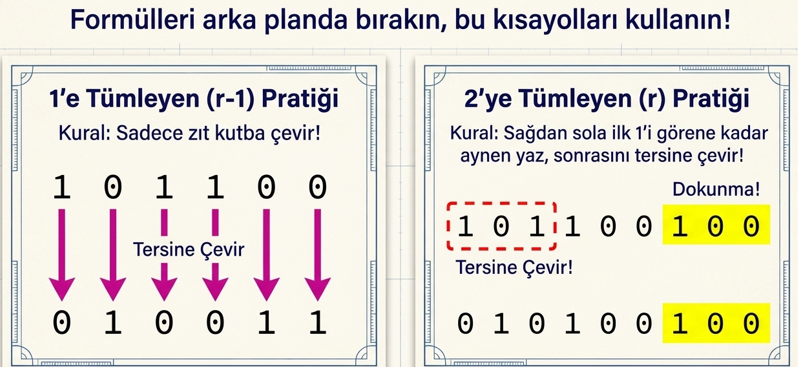 Formülleri arka planda bırakın, bu kısayolları kullanın!
1'e Tümleyen (r-1) Pratiği
Kural: Sadece zıt kutba çevir!
1 0 1 1 0 0
Tersine Çevir
0 1 0 0 1 1
2'ye Tümleyen (r) Pratiği
Kural: Sağdan sola ilk 1'i görene kadar
aynen yaz, sonrasını tersine çevir!
Dokunma!
1 0 1 1 0 0 1 0 0
Tersine Çevir!
0 1 0 1 0 0 1 0 0